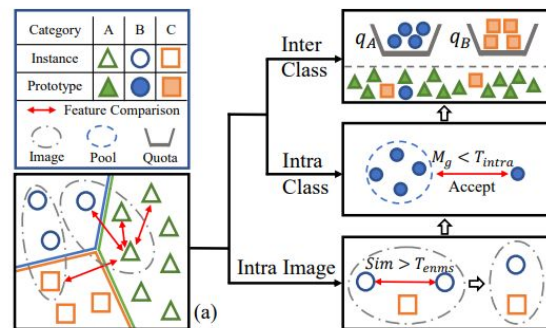 Category A B C
Instance
Prototype
Feature Comparison
Image Pool Quota
(a)
Inter
Class
q_A q_B
Intra
Class
M_g < T_intra
Accept
Intra Image
Sim > T_enms